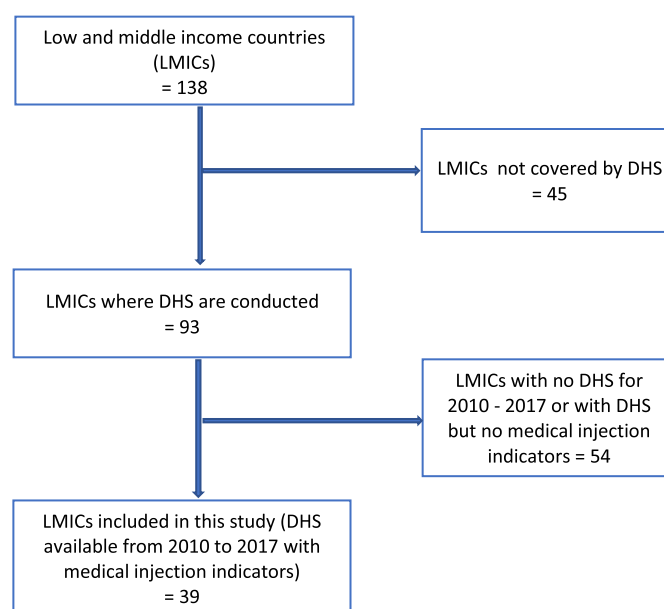 Low and middle income countries
(LMICs)
= 138
LMICs  not covered by DHS
= 45
LMICs where DHS are conducted
= 93
LMICs with no DHS for
2010 - 2017 or with DHS
but no medical injection
indicators = 54
LMICs included in this study (DHS
available from 2010 to 2017 with
medical injection indicators)
= 39